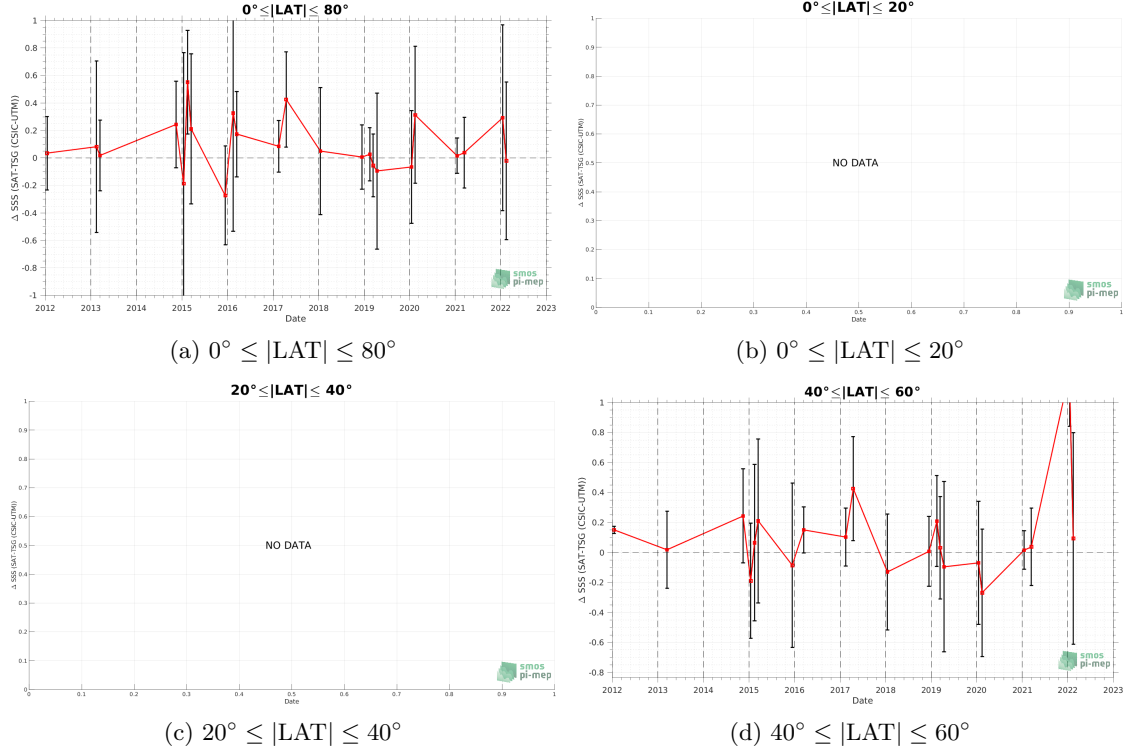 0°≤|LAT|≤ 80°
Δ SSS (SAT-TSG (CSIC-UTM))
1
0.8
0.6
0.4
0.2
0
-0.2
-0.4
-0.6
-0.8
-1
2012 2013 2014 2015 2016 2017 2018 2019 2020 2021 2022 2023
Date
smos
pi-mep
(a) 0° ≤ |LAT| ≤ 80°
0°≤|LAT|≤ 20°
Δ SSS (SAT-TSG (CSIC-UTM))
1
0.9
0.8
0.7
0.6
0.5
0.4
0.3
0.2
0.1
0
NO DATA
0 0.1 0.2 0.3 0.4 0.5 0.6 0.7 0.8 0.9 1
Date
smos
pi-mep
(b) 0° ≤ |LAT| ≤ 20°
20°≤|LAT|≤ 40°
Δ SSS (SAT-TSG (CSIC-UTM))
1
0.9
0.8
0.7
0.6
0.5
0.4
0.3
0.2
0.1
0
NO DATA
0 0.1 0.2 0.3 0.4 0.5 0.6 0.7 0.8 0.9 1
Date
smos
pi-mep
(c) 20° ≤ |LAT| ≤ 40°
40°≤|LAT|≤ 60°
Δ SSS (SAT-TSG (CSIC-UTM))
1
0.8
0.6
0.4
0.2
0
-0.2
-0.4
-0.6
-0.8
2012 2013 2014 2015 2016 2017 2018 2019 2020 2021 2022 2023
Date
smos
pi-mep
(d) 40° ≤ |LAT| ≤ 60°